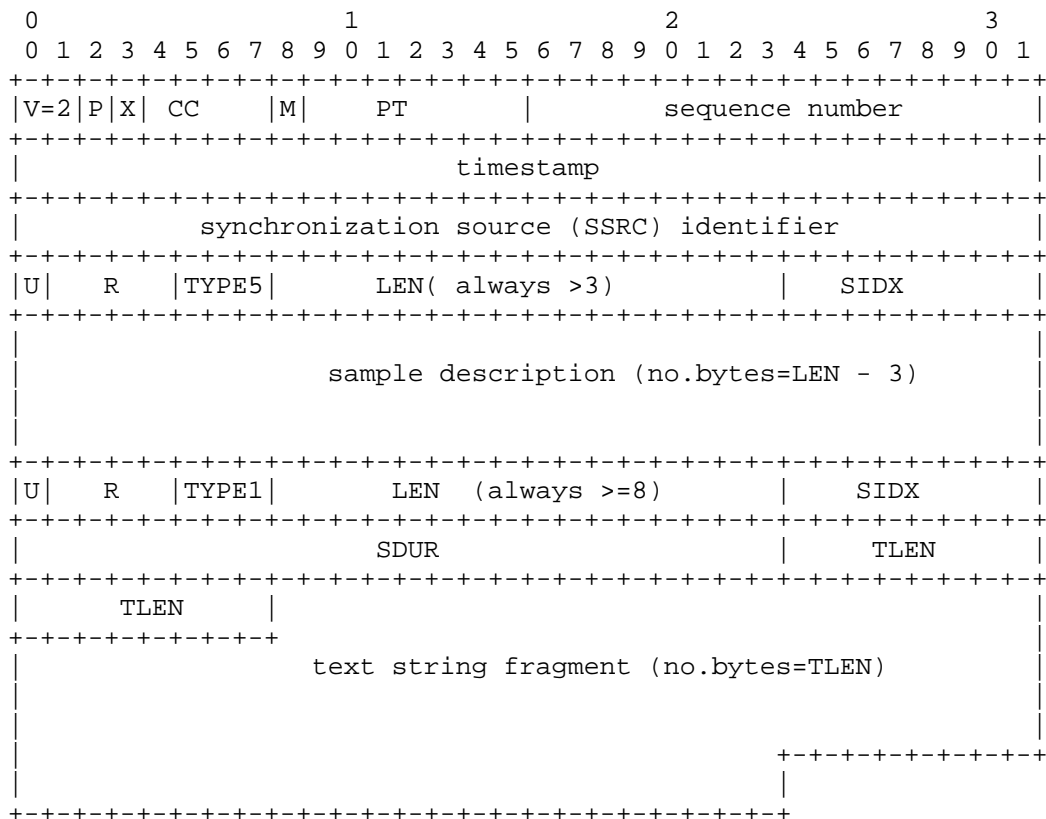 0                   1                   2                   3
 0 1 2 3 4 5 6 7 8 9 0 1 2 3 4 5 6 7 8 9 0 1 2 3 4 5 6 7 8 9 0 1
+-+-+-+-+-+-+-+-+-+-+-+-+-+-+-+-+-+-+-+-+-+-+-+-+-+-+-+-+-+-+-+-+
|V=2|P|X| CC    |M|    PT       |        sequence number        |
+-+-+-+-+-+-+-+-+-+-+-+-+-+-+-+-+-+-+-+-+-+-+-+-+-+-+-+-+-+-+-+-+
|                           timestamp                           |
+-+-+-+-+-+-+-+-+-+-+-+-+-+-+-+-+-+-+-+-+-+-+-+-+-+-+-+-+-+-+-+-+
|           synchronization source (SSRC) identifier            |
+-+-+-+-+-+-+-+-+-+-+-+-+-+-+-+-+-+-+-+-+-+-+-+-+-+-+-+-+-+-+-+-+
|U|   R   |TYPE5|      LEN( always >3)          |   SIDX        |
+-+-+-+-+-+-+-+-+-+-+-+-+-+-+-+-+-+-+-+-+-+-+-+-+-+-+-+-+-+-+-+-+
|                                                               |
|                   sample description (no.bytes=LEN - 3)       |
|                                                               |
|                                                               |
+-+-+-+-+-+-+-+-+-+-+-+-+-+-+-+-+-+-+-+-+-+-+-+-+-+-+-+-+-+-+-+-+
|U|   R   |TYPE1|       LEN  (always >=8)       |    SIDX       |
+-+-+-+-+-+-+-+-+-+-+-+-+-+-+-+-+-+-+-+-+-+-+-+-+-+-+-+-+-+-+-+-+
|                      SDUR                     |     TLEN      |
+-+-+-+-+-+-+-+-+-+-+-+-+-+-+-+-+-+-+-+-+-+-+-+-+-+-+-+-+-+-+-+-+
|      TLEN     |                                               |
+-+-+-+-+-+-+-+-+                                               |
|                  text string fragment (no.bytes=TLEN)         |
|                                                               |
|                                                               |
|                                               +-+-+-+-+-+-+-+-+
|                                               |
+-+-+-+-+-+-+-+-+-+-+-+-+-+-+-+-+-+-+-+-+-+-+-+-+